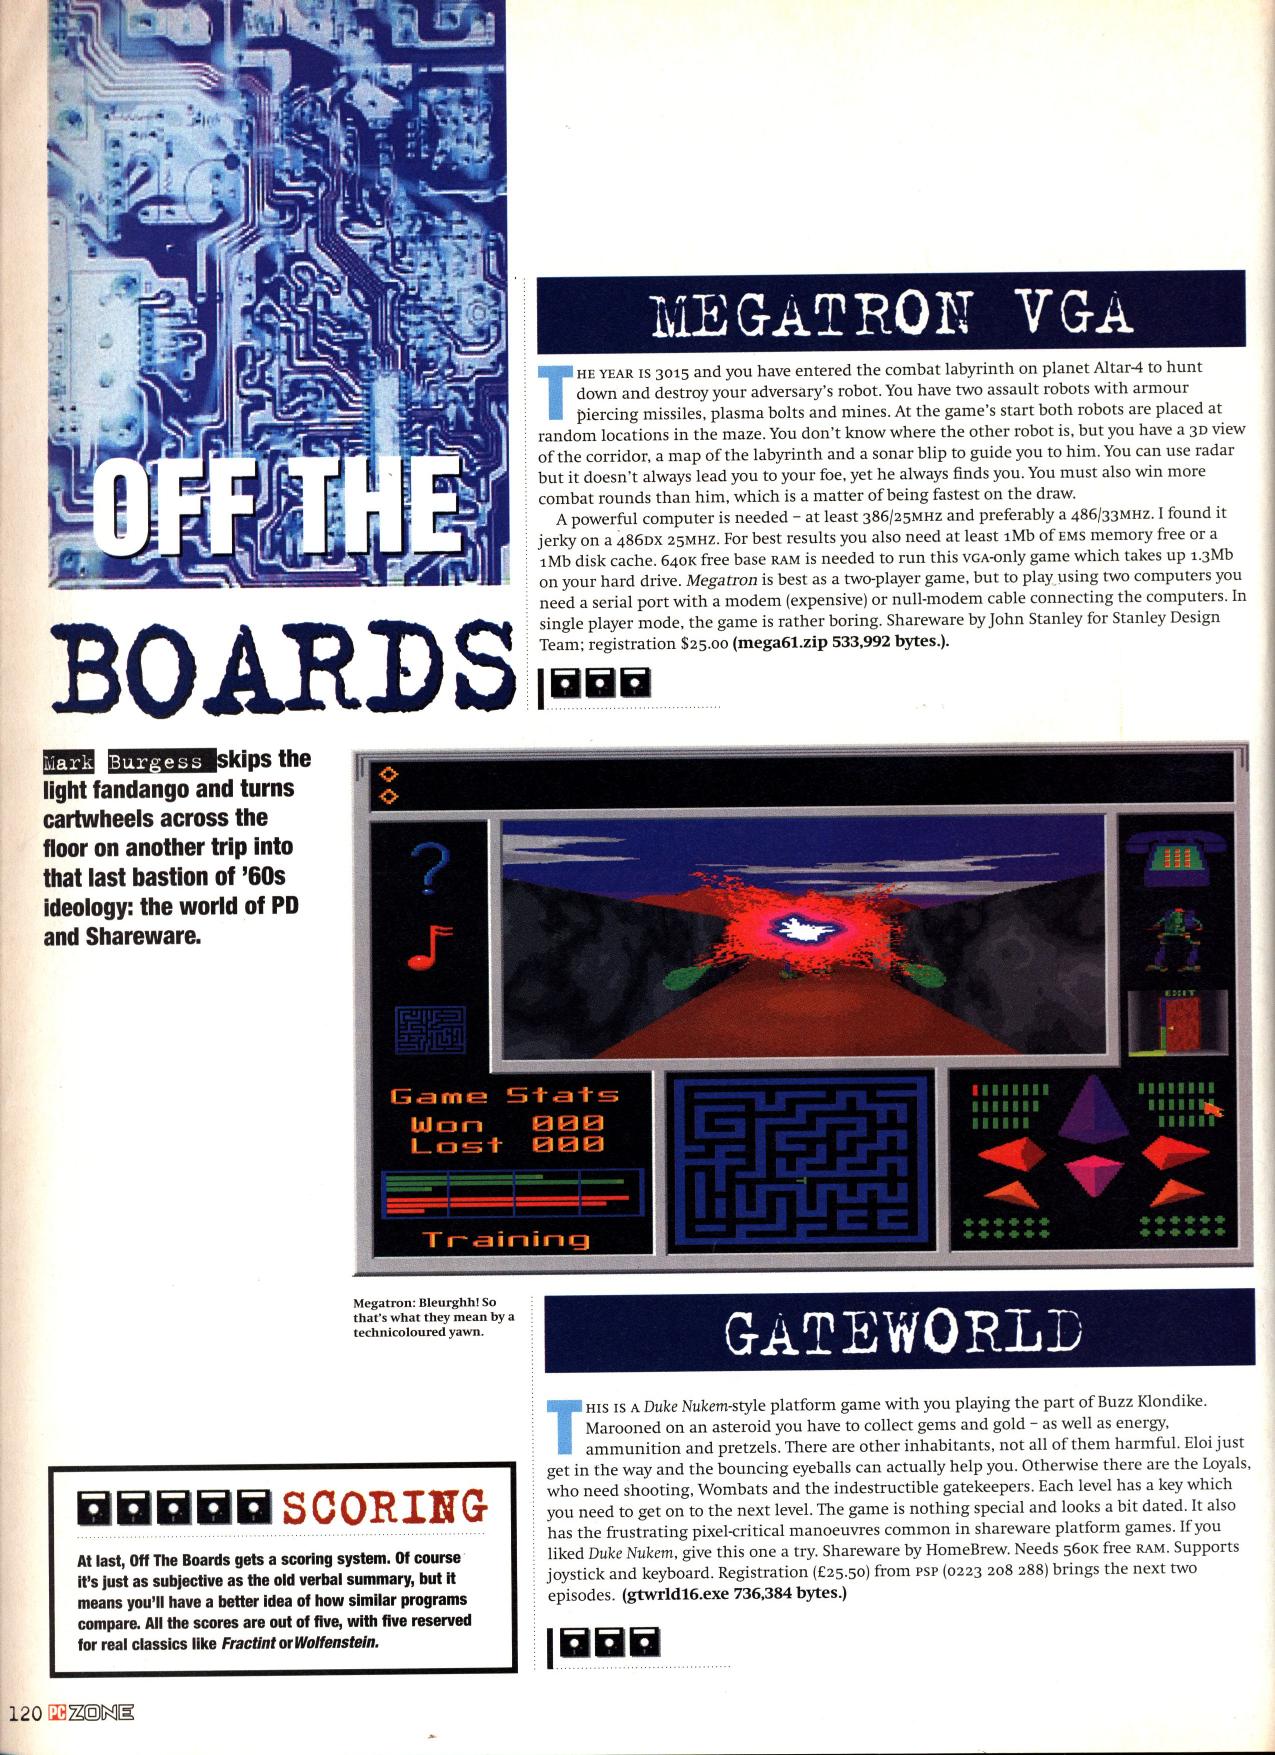 OFF THE
BOARDS
Mark Burgess skips the
light fandango and turns
cartwheels across the
floor on another trip into
that last bastion of '60s
ideology: the world of PD
and Shareware.
MEGATRON VGA
THE YEAR IS 3015 and you have entered the combat labyrinth on planet Altar-4 to hunt
down and destroy your adversary's robot. You have two assault robots with armour
piercing missiles, plasma bolts and mines. At the game's start both robots are placed at
random locations in the maze. You don't know where the other robot is, but you have a 3D view
of the corridor, a map of the labyrinth and a sonar blip to guide you to him. You can use radar
but it doesn't always lead you to your foe, yet he always finds you. You must also win more
combat rounds than him, which is a matter of being fastest on the draw.
A powerful computer is needed – at least 386/25MHZ and preferably a 486/33MHZ. I found it
jerky on a 486DX 25MHZ. For best results you also need at least 1Mb of EMS memory free or a
1Mb disk cache. 640K free base RAM is needed to run this VGA-only game which takes up 1.3Mb
on your hard drive. Megatron is best as a two-player game, but to play using two computers you
need a serial port with a modem (expensive) or null-modem cable connecting the computers. In
single player mode, the game is rather boring. Shareware by John Stanley for Stanley Design
Team; registration $25.00 (mega61.zip 533,992 bytes.).
EXIT
Game Stats
Won 000
Lost 000
Training
Megatron: Bleurghh! So
that's what they mean by a
technicoloured yawn.
GATEWORLD
THIS IS A Duke Nukem-style platform game with you playing the part of Buzz Klondike.
Marooned on an asteroid you have to collect gems and gold – as well as energy,
ammunition and pretzels. There are other inhabitants, not all of them harmful. Eloi just
get in the way and the bouncing eyeballs can actually help you. Otherwise there are the Loyals,
who need shooting, Wombats and the indestructible gatekeepers. Each level has a key which
you need to get on to the next level. The game is nothing special and looks a bit dated. It also
has the frustrating pixel-critical manoeuvres common in shareware platform games. If you
liked Duke Nukem, give this one a try. Shareware by HomeBrew. Needs 560K free RAM. Supports
joystick and keyboard. Registration (£25.50) from PSP (0223 208 288) brings the next two
episodes. (gtwrld16.exe 736,384 bytes.)
SCORING
At last, Off The Boards gets a scoring system. Of course
it's just as subjective as the old verbal summary, but it
means you'll have a better idea of how similar programs
compare. All the scores are out of five, with five reserved
for real classics like Fractint or Wolfenstein.
120 PC ZONE